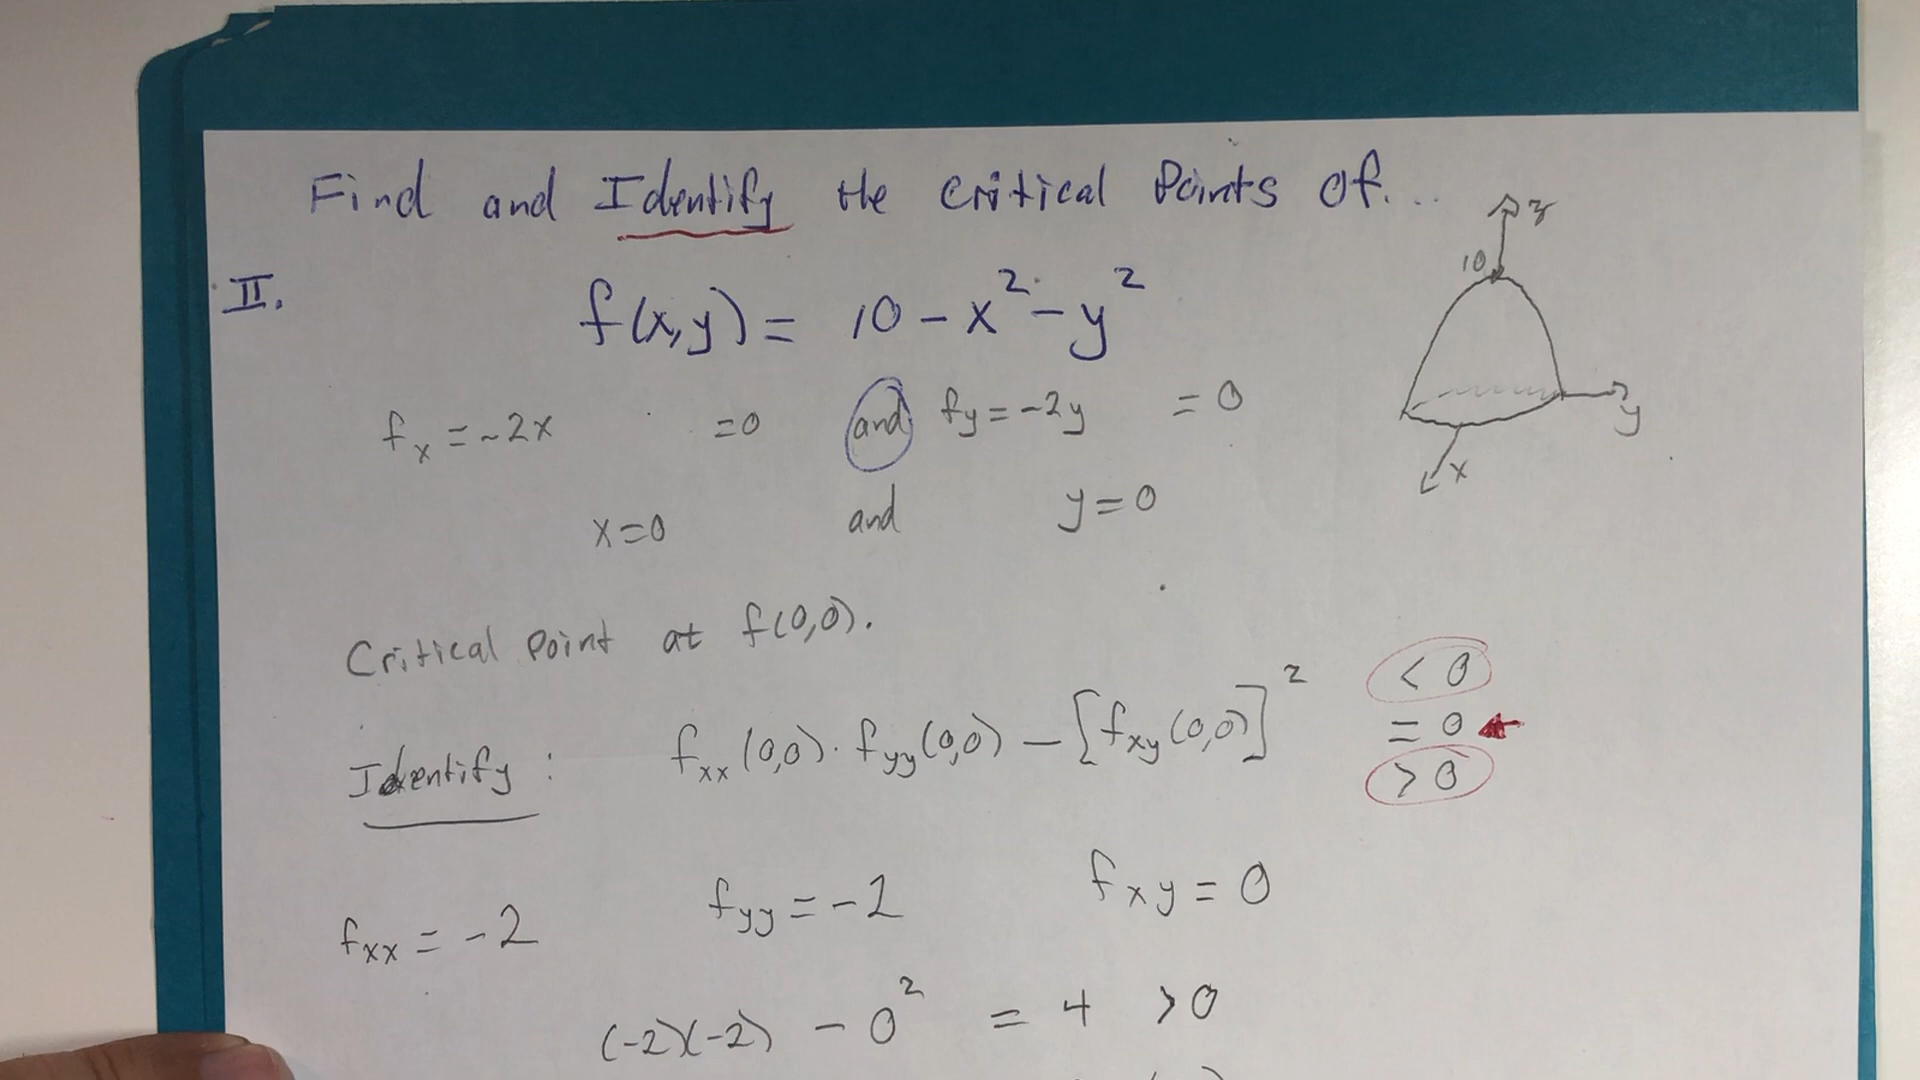 Find and Identify the Critical Points of...
II. f(x,y) = 10 - x² - y²
z
10
y
x
fx = -2x = 0 and fy = -2y = 0
x = 0 and y = 0
Critical Point at f(0,0).
Identify: fxx(0,0) · fyy(0,0) - [fxy(0,0)]²
< 0
= 0
> 0
fxx = -2 fyy = -2 fxy = 0
(-2)(-2) - 0² = 4 > 0